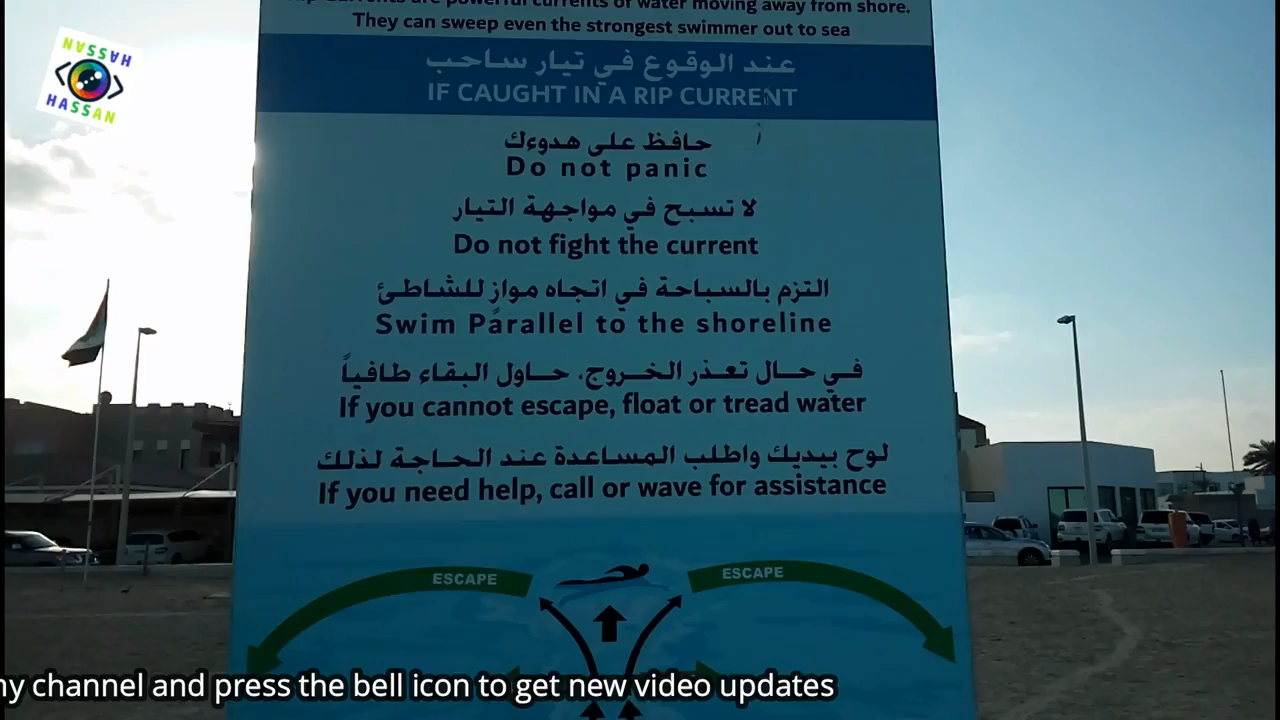 HASSAN
HASSAN
Rip Currents are powerful currents of water moving away from shore.
They can sweep even the strongest swimmer out to sea
عند الوقوع في تيار ساحب
IF CAUGHT IN A RIP CURRENT
حافظ على هدوءك
Do not panic
لا تسبح في مواجهة التيار
Do not fight the current
التزم بالسباحة في اتجاه موازٍ للشاطئ
Swim Parallel to the shoreline
في حال تعذر الخروج، حاول البقاء طافياً
If you cannot escape, float or tread water
لوح بيديك واطلب المساعدة عند الحاجة لذلك
If you need help, call or wave for assistance
ESCAPE ESCAPE
my channel and press the bell icon to get new video updates